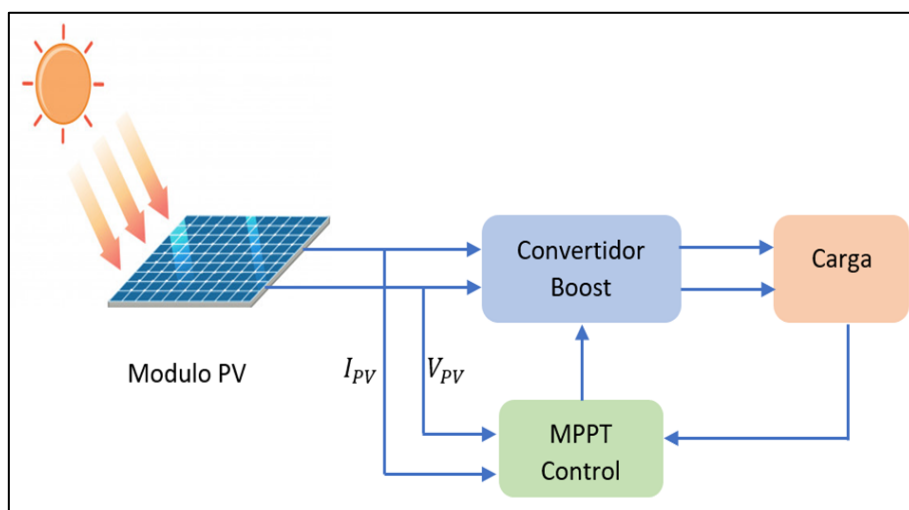 Convertidor
Boost
Carga
Modulo PV
I_PV
V_PV
MPPT
Control